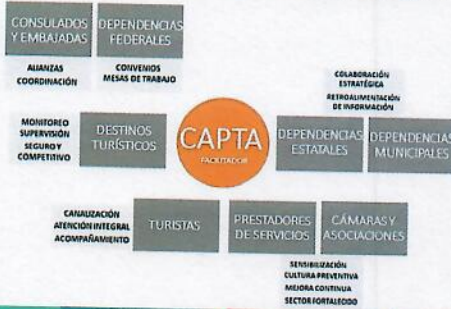 CONSULADOS
Y EMBAJADAS
DEPENDENCIAS
FEDERALES
ALIANZAS
COORDINACIÓN
CONVENIOS
MESAS DE TRABAJO
COLABORACIÓN
ESTRATÉGICA
RETROALIMENTACIÓN
DE INFORMACIÓN
MONITOREO
SUPERVISIÓN
SEGURO Y
COMPETITIVO
DESTINOS
TURÍSTICOS
CAPTA
FACILITADOR
DEPENDENCIAS
ESTATALES
DEPENDENCIAS
MUNICIPALES
CANALIZACIÓN
ATENCIÓN INTEGRAL
ACOMPAÑAMIENTO
TURISTAS
PRESTADORES
DE SERVICIOS
CÁMARAS Y
ASOCIACIONES
SENSIBILIZACIÓN
CULTURA PREVENTIVA
MEJORA CONTINUA
SECTOR FORTALECIDO